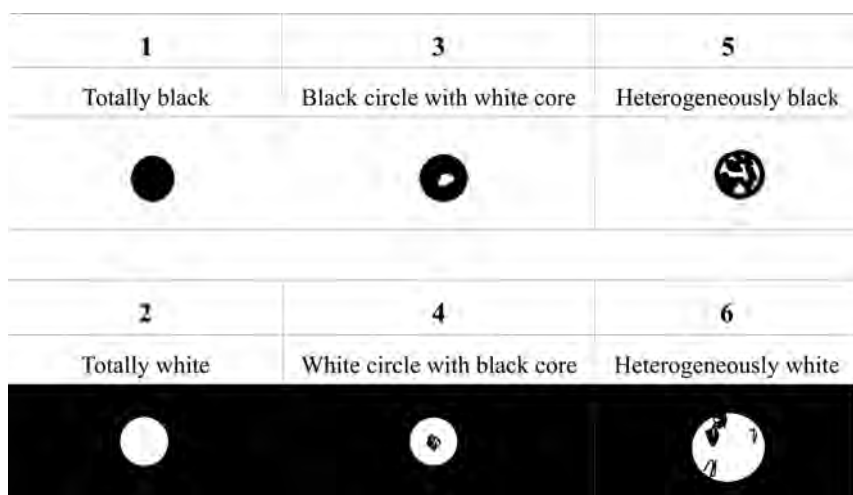 1 3 5
Totally black Black circle with white core Heterogeneously black
2 4 6
Totally white White circle with black core Heterogeneously white